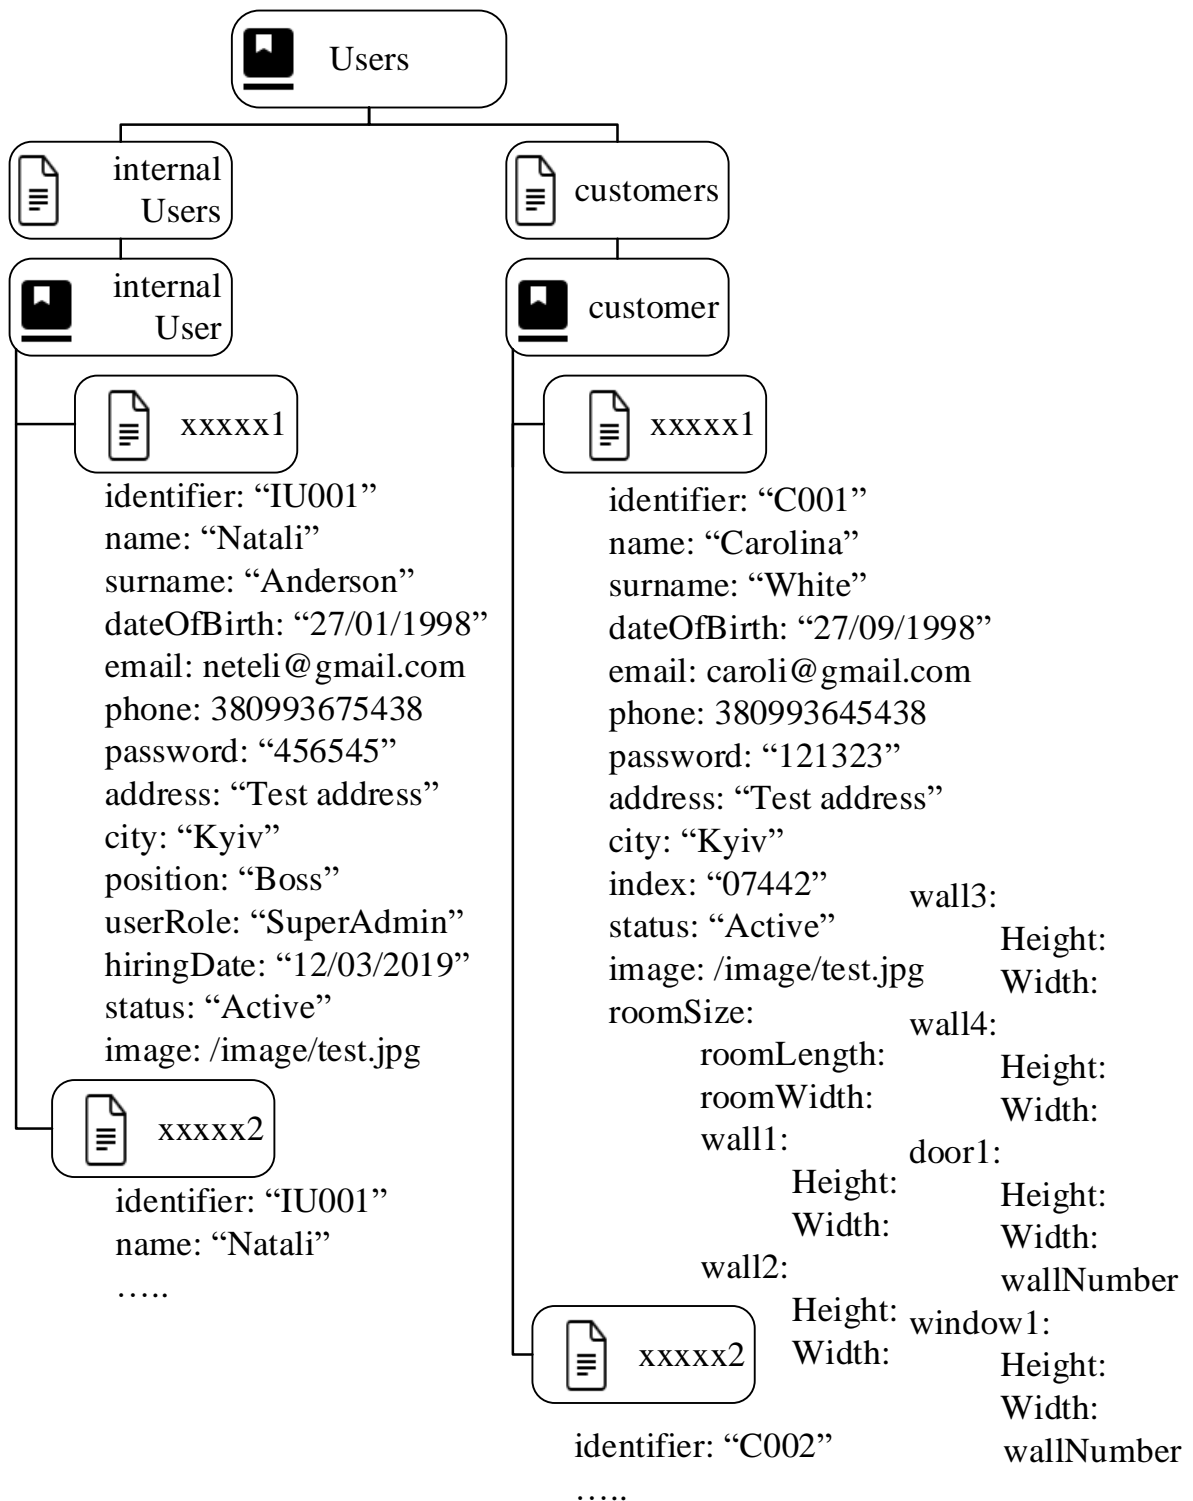 Users
internal
Users
internal
User
xxxxx1
identifier: “IU001”
name: “Natali”
surname: “Anderson”
dateOfBirth: “27/01/1998”
email: neteli@gmail.com
phone: 380993675438
password: “456545”
address: “Test address”
city: “Kyiv”
position: “Boss”
userRole: “SuperAdmin”
hiringDate: “12/03/2019”
status: “Active”
image: /image/test.jpg
xxxxx2
identifier: “IU001”
name: “Natali”
…..
customers
customer
xxxxx1
identifier: “C001”
name: “Carolina”
surname: “White”
dateOfBirth: “27/09/1998”
email: caroli@gmail.com
phone: 380993645438
password: “121323”
address: “Test address”
city: “Kyiv”
index: “07442”
status: “Active”
image: /image/test.jpg
roomSize:
roomLength:
roomWidth:
wall1:
Height:
Width:
wall2:
Height:
Width:
wall3:
Height:
Width:
wall4:
Height:
Width:
door1:
Height:
Width:
wallNumber
window1:
Height:
Width:
wallNumber
xxxxx2
identifier: “C002”
…..